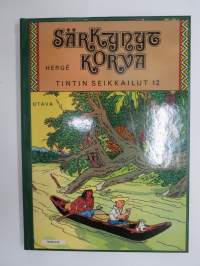 SÄRKYNYT
HERGÉ KORVA
TINTIN SEIKKAILUT 12
OTAVA